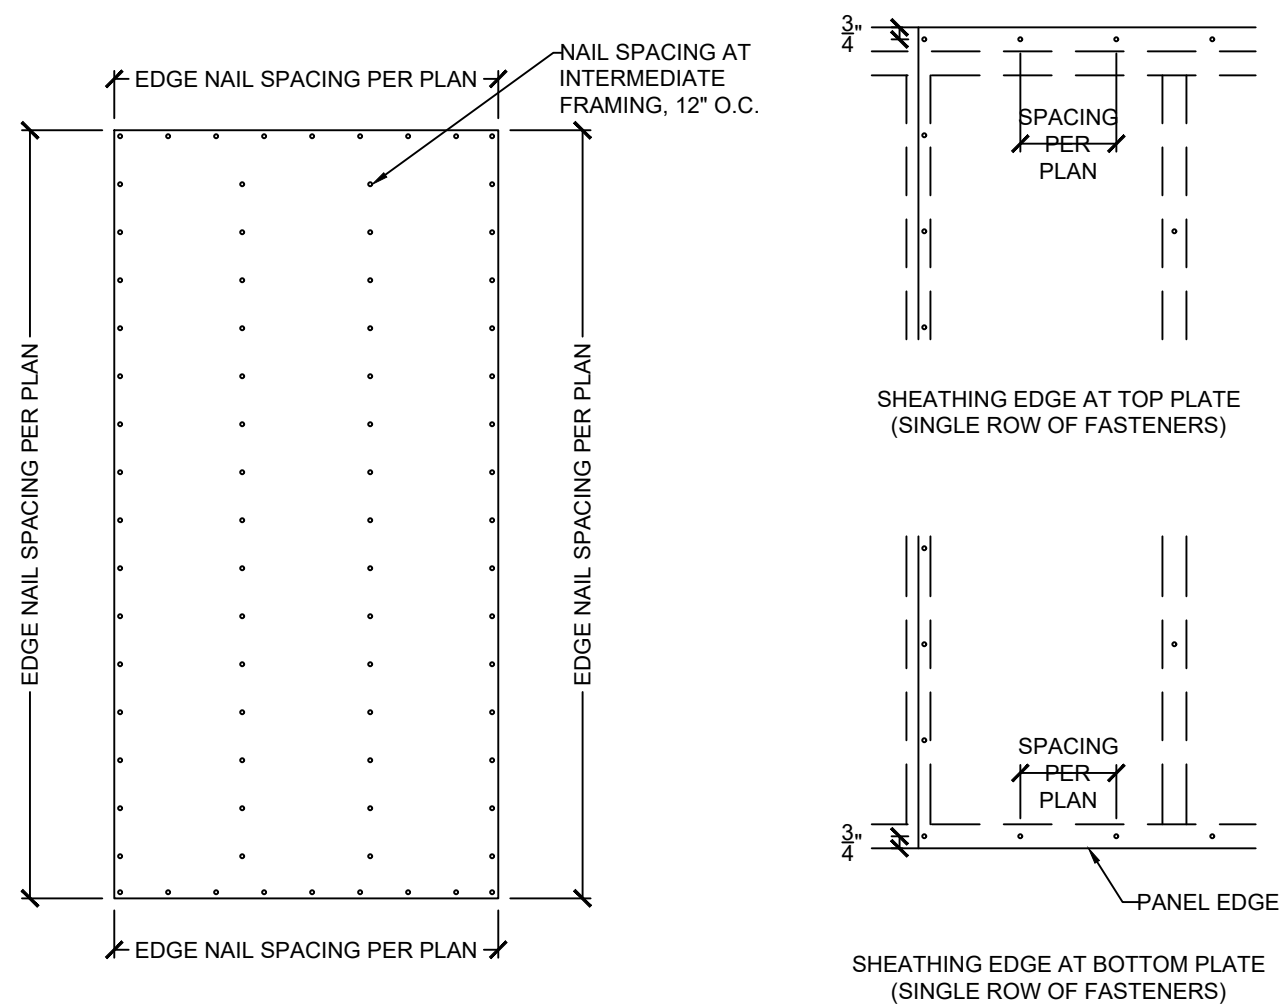 EDGE NAIL SPACING PER PLAN
NAIL SPACING AT
INTERMEDIATE
FRAMING, 12" O.C.
EDGE NAIL SPACING PER PLAN
EDGE NAIL SPACING PER PLAN
EDGE NAIL SPACING PER PLAN
3/4"
SPACING
PER
PLAN
SHEATHING EDGE AT TOP PLATE
(SINGLE ROW OF FASTENERS)
SPACING
PER
PLAN
3/4"
PANEL EDGE
SHEATHING EDGE AT BOTTOM PLATE
(SINGLE ROW OF FASTENERS)